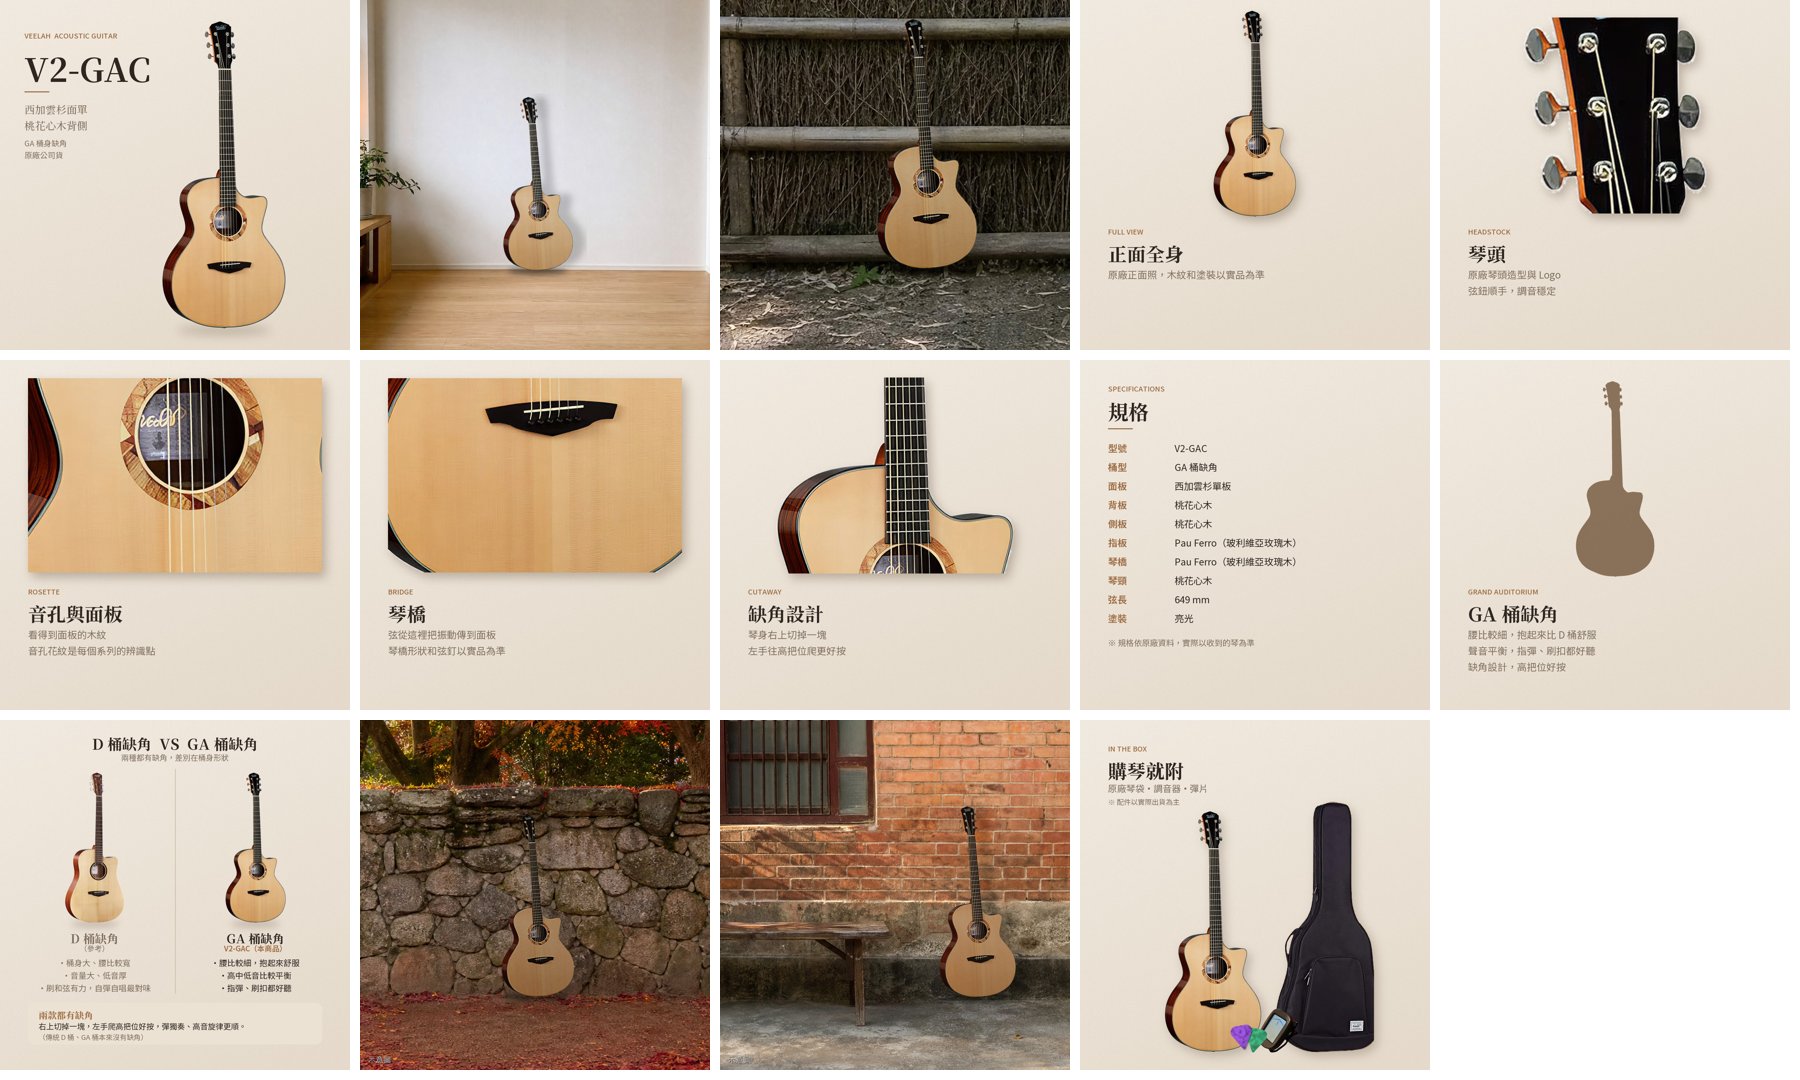 VEELAH ACOUSTIC GUITAR
V2-GAC
西加雲杉面單
桃花心木背側
GA 桶身缺角
原廠公司貨
FULL VIEW
正面全身
原廠正面照，木紋和塗裝以實品為準
HEADSTOCK
琴頭
原廠琴頭造型與 Logo
弦鈕順手，調音穩定
ROSETTE
音孔與面板
看得到面板的木紋
音孔花紋是每個系列的辨識點
BRIDGE
琴橋
弦從這裡把振動傳到面板
琴橋形狀和弦釘以實品為準
CUTAWAY
缺角設計
琴身右上切掉一塊
左手往高把位爬更好按
SPECIFICATIONS
規格
型號 V2-GAC
桶型 GA 桶缺角
面板 西加雲杉單板
背板 桃花心木
側板 桃花心木
指板 Pau Ferro（玻利維亞玫瑰木）
琴橋 Pau Ferro（玻利維亞玫瑰木）
琴頸 桃花心木
弦長 649 mm
塗裝 亮光
※ 規格依原廠資料，實際以收到的琴為準
GRAND AUDITORIUM
GA 桶缺角
腰比較細，抱起來比 D 桶舒服
聲音平衡，指彈、刷扣都好聽
缺角設計，高把位好按
D 桶缺角 VS GA 桶缺角
兩種都有缺角，差別在桶身形狀
D 桶缺角
（參考）
・桶身大、腰比較寬
・音量大、低音厚
・刷和弦有力，自彈自唱最對味
GA 桶缺角
V2-GAC（本商品）
・腰比較細，抱起來舒服
・高中低音比較平衡
・指彈、刷扣都好聽
兩款都有缺角
右上切掉一塊，左手爬高把位好按，彈獨奏、高音旋律更順。
（傳統 D 桶、GA 桶本來沒有缺角）
示意圖
示意圖
IN THE BOX
購琴就附
原廠琴袋・調音器・彈片
※ 配件以實際出貨為主